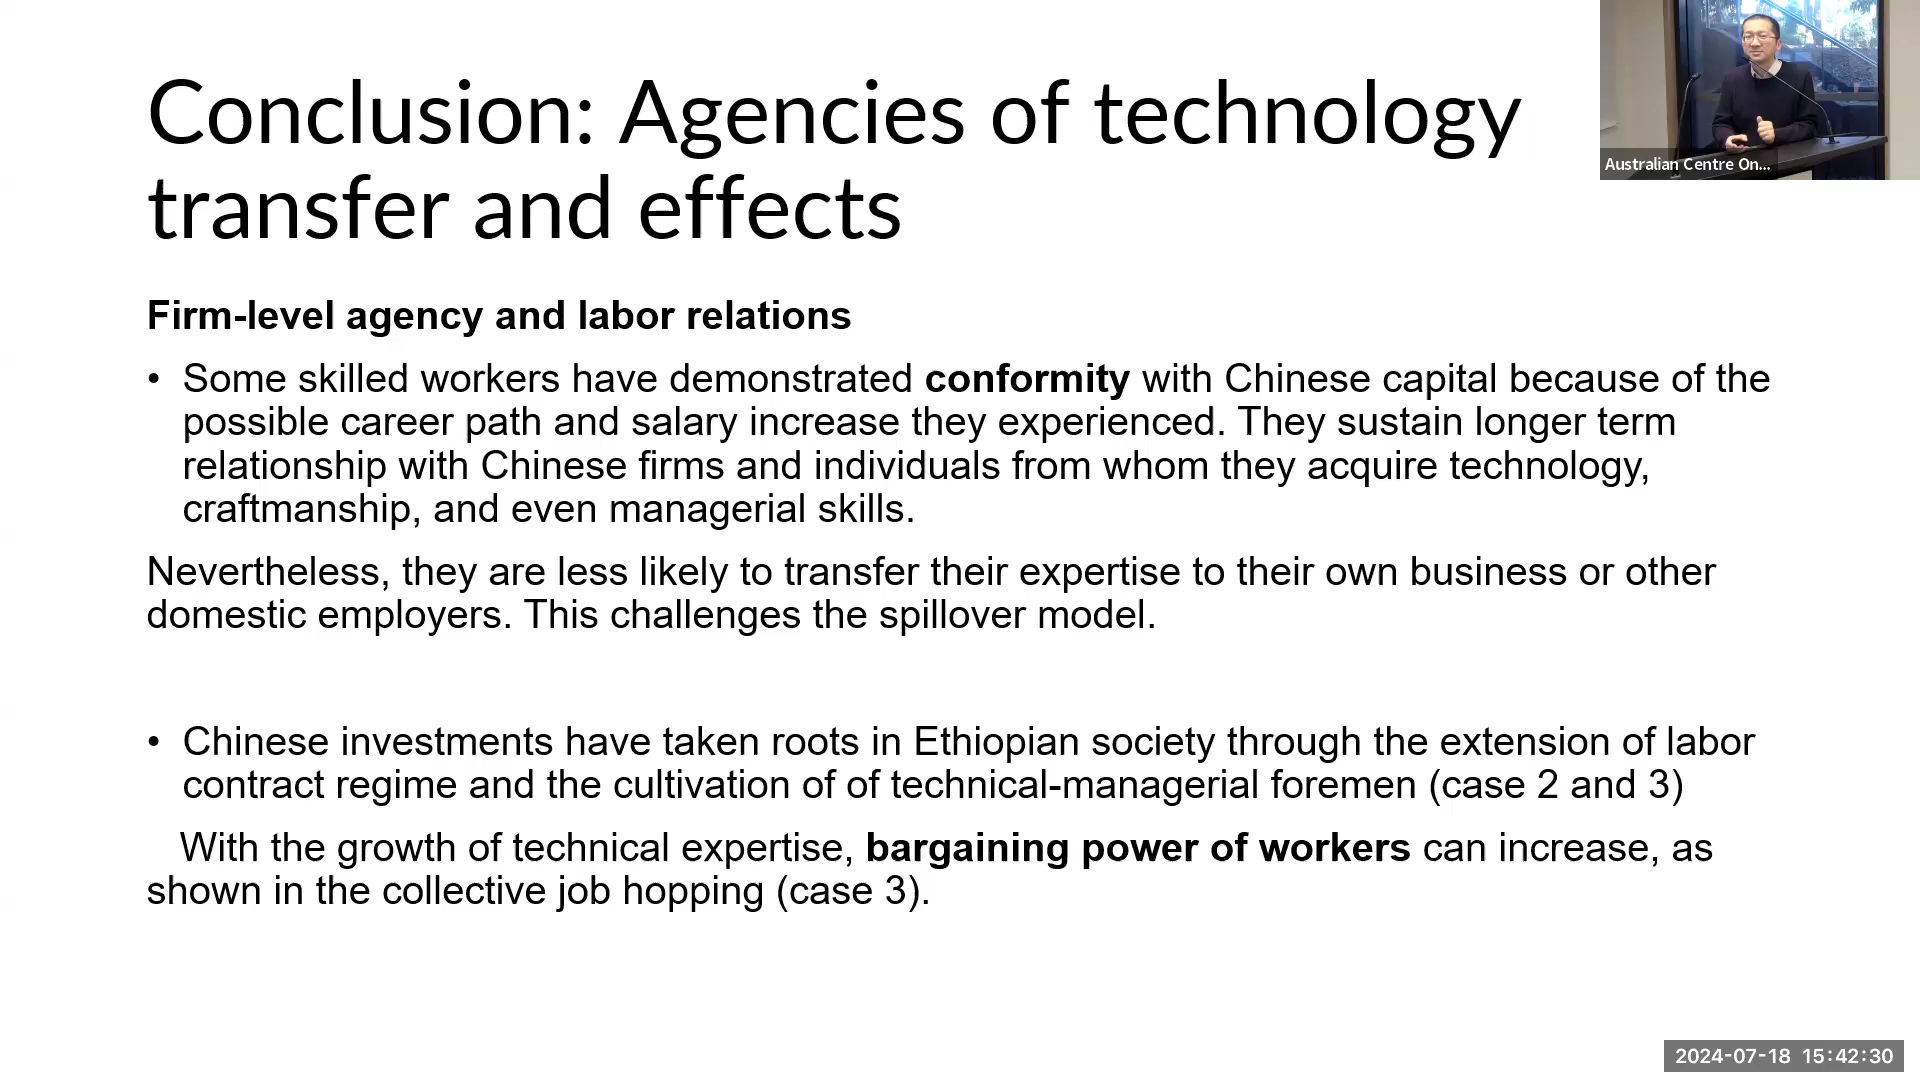 Conclusion: Agencies of technology
transfer and effects
Australian Centre On...
Firm-level agency and labor relations
• Some skilled workers have demonstrated conformity with Chinese capital because of the
possible career path and salary increase they experienced. They sustain longer term
relationship with Chinese firms and individuals from whom they acquire technology,
craftmanship, and even managerial skills.
Nevertheless, they are less likely to transfer their expertise to their own business or other
domestic employers. This challenges the spillover model.
• Chinese investments have taken roots in Ethiopian society through the extension of labor
contract regime and the cultivation of of technical-managerial foremen (case 2 and 3)
With the growth of technical expertise, bargaining power of workers can increase, as
shown in the collective job hopping (case 3).
2024-07-18 15:42:30